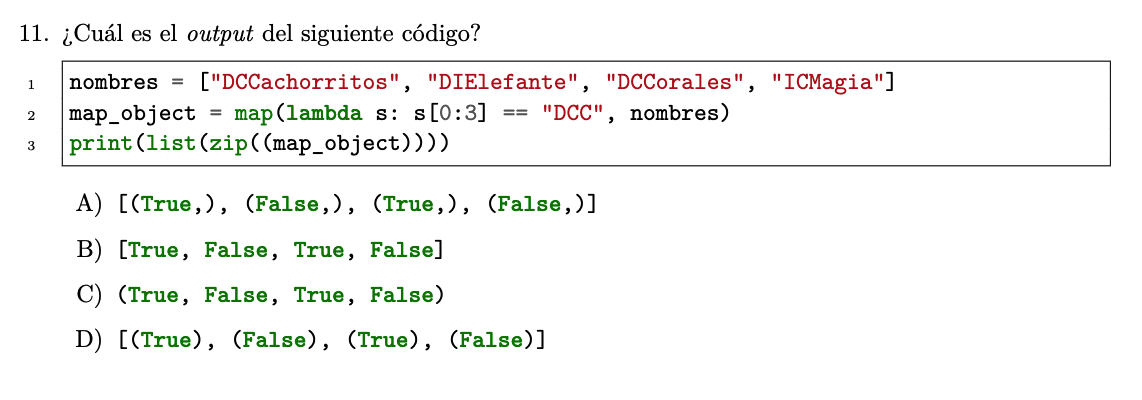 11. ¿Cuál es el output del siguiente código?
1 nombres = ["DCCachorritos", "DIElefante", "DCCorales", "ICMagia"]
2 map_object = map(lambda s: s[0:3] == "DCC", nombres)
3 print(list(zip((map_object))))
A) [(True,), (False,), (True,), (False,)]
B) [True, False, True, False]
C) (True, False, True, False)
D) [(True), (False), (True), (False)]